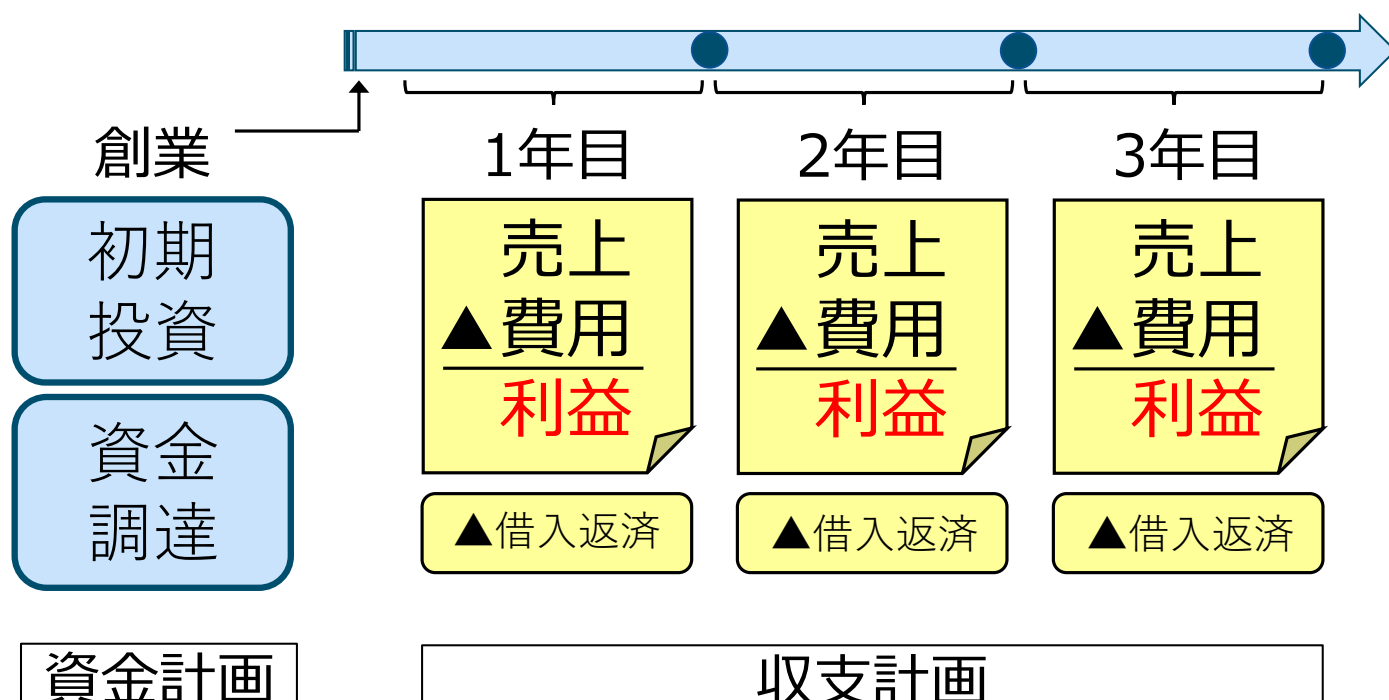 創業
1年目
2年目
3年目
初期
投資
資金
調達
売上
▲費用
利益
▲借入返済
売上
▲費用
利益
▲借入返済
売上
▲費用
利益
▲借入返済
資金計画
収支計画